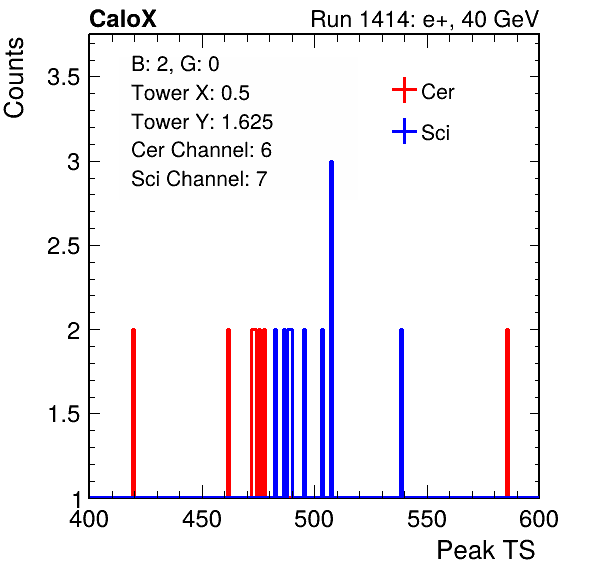 CaloX
Run 1414: e+, 40 GeV
B: 2, G: 0
Tower X: 0.5
Tower Y: 1.625
Cer Channel: 6
Sci Channel: 7
Cer
Sci
Counts
3.5
3
2.5
2
1.5
1
400 450 500 550 600
Peak TS